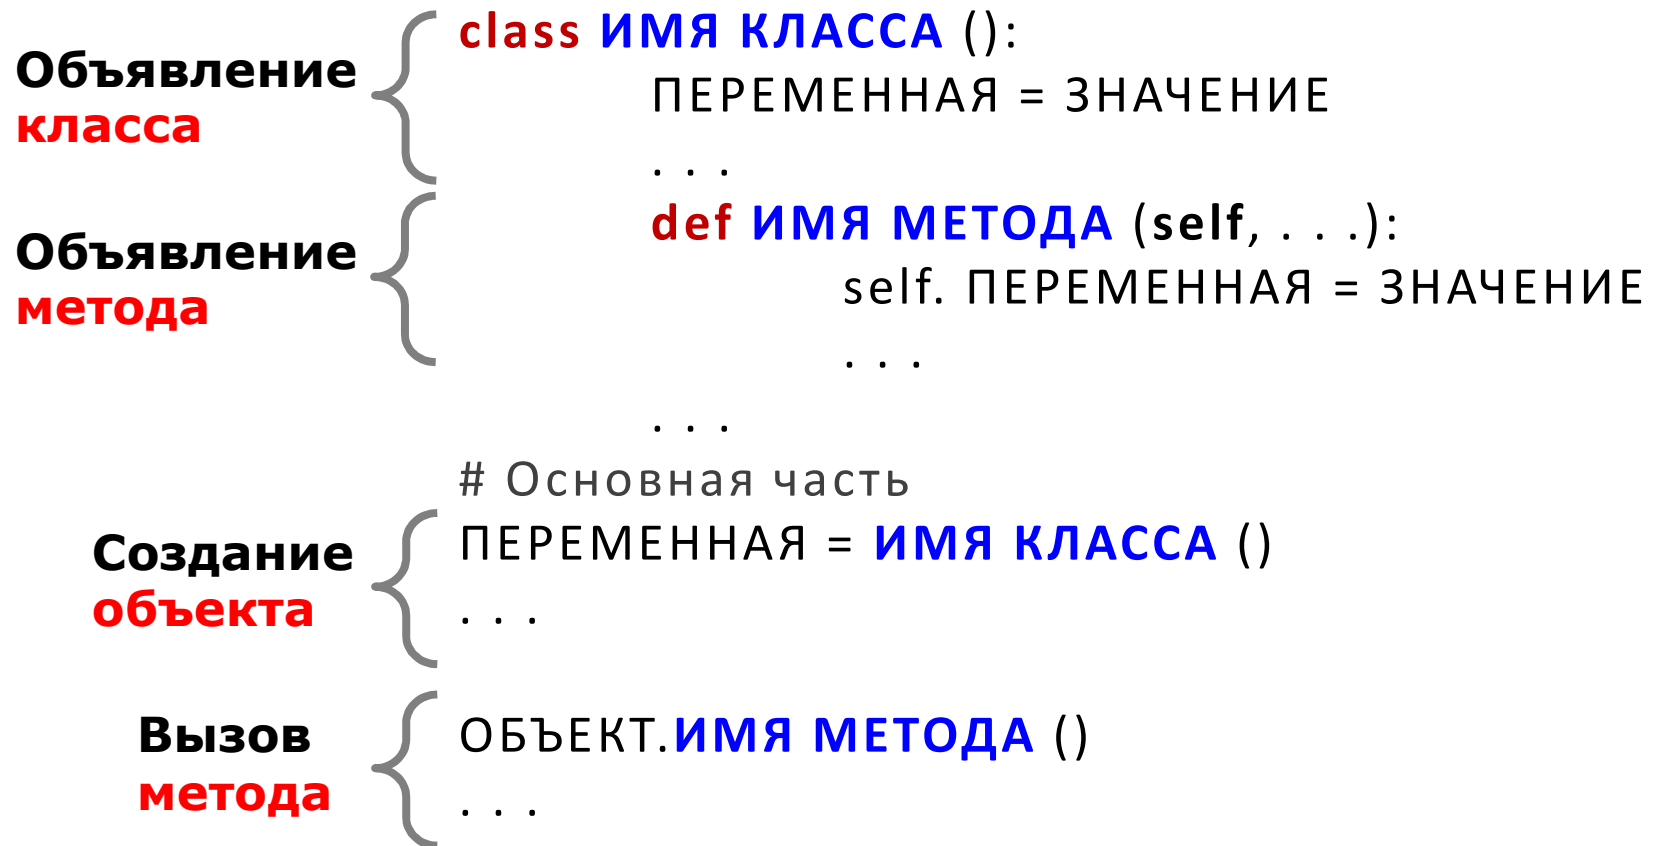 class ИМЯ КЛАССА ():
Объявление
класса
ПЕРЕМЕННАЯ = ЗНАЧЕНИЕ
. . .
def ИМЯ МЕТОДА (self, . . .):
Объявление
метода
self. ПЕРЕМЕННАЯ = ЗНАЧЕНИЕ
. . .
. . .
# Основная часть
Создание
объекта
ПЕРЕМЕННАЯ = ИМЯ КЛАССА ()
. . .
Вызов
метода
ОБЪЕКТ.ИМЯ МЕТОДА ()
. . .